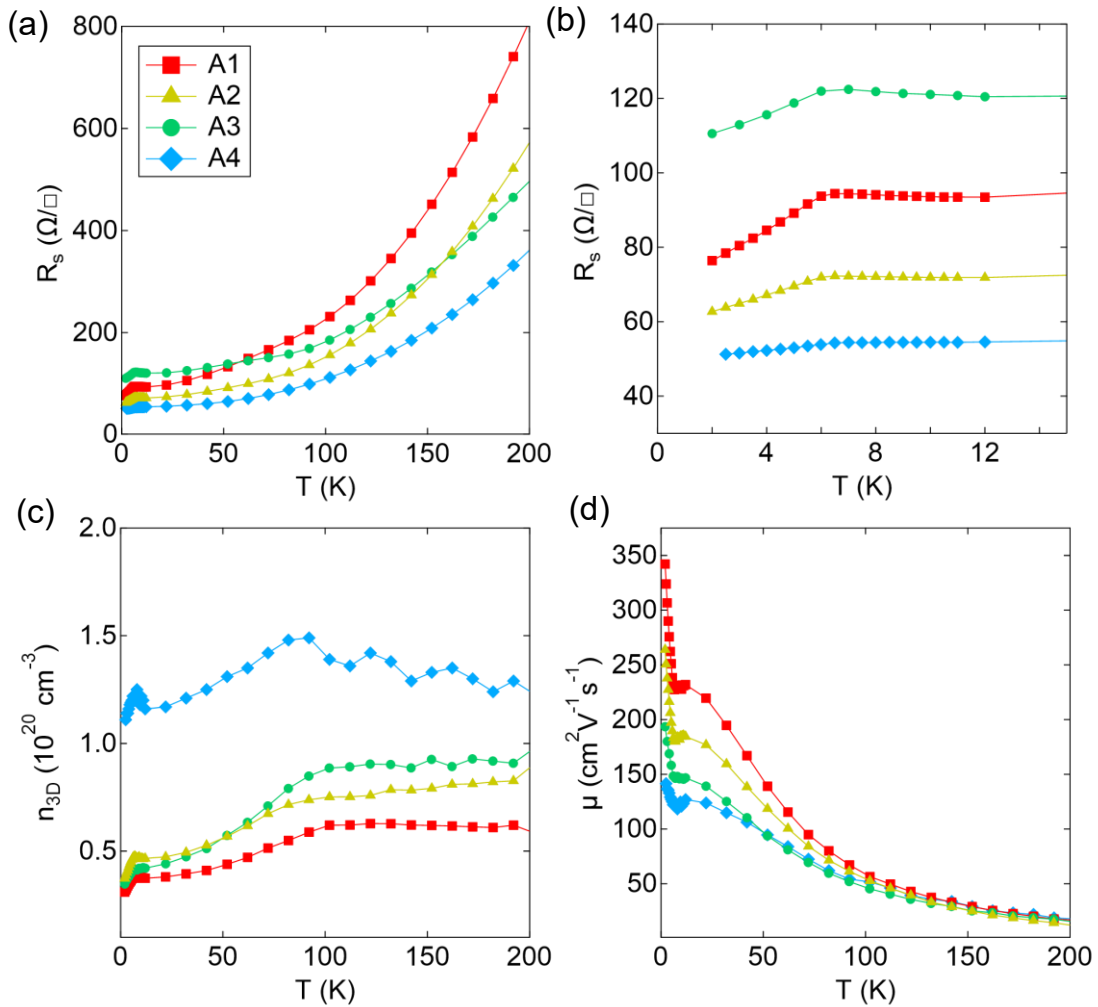 (a)
800
600
400
200
0
R_s (Ω/□)
A1
A2
A3
A4
0 50 100 150 200
T (K)
(b)
140
120
100
80
60
40
R_s (Ω/□)
0 4 8 12
T (K)
(c)
2.0
1.5
1.0
0.5
n_3D (10^20 cm^-3)
0 50 100 150 200
T (K)
(d)
350
300
250
200
150
100
50
μ (cm^2V^-1s^-1)
0 50 100 150 200
T (K)